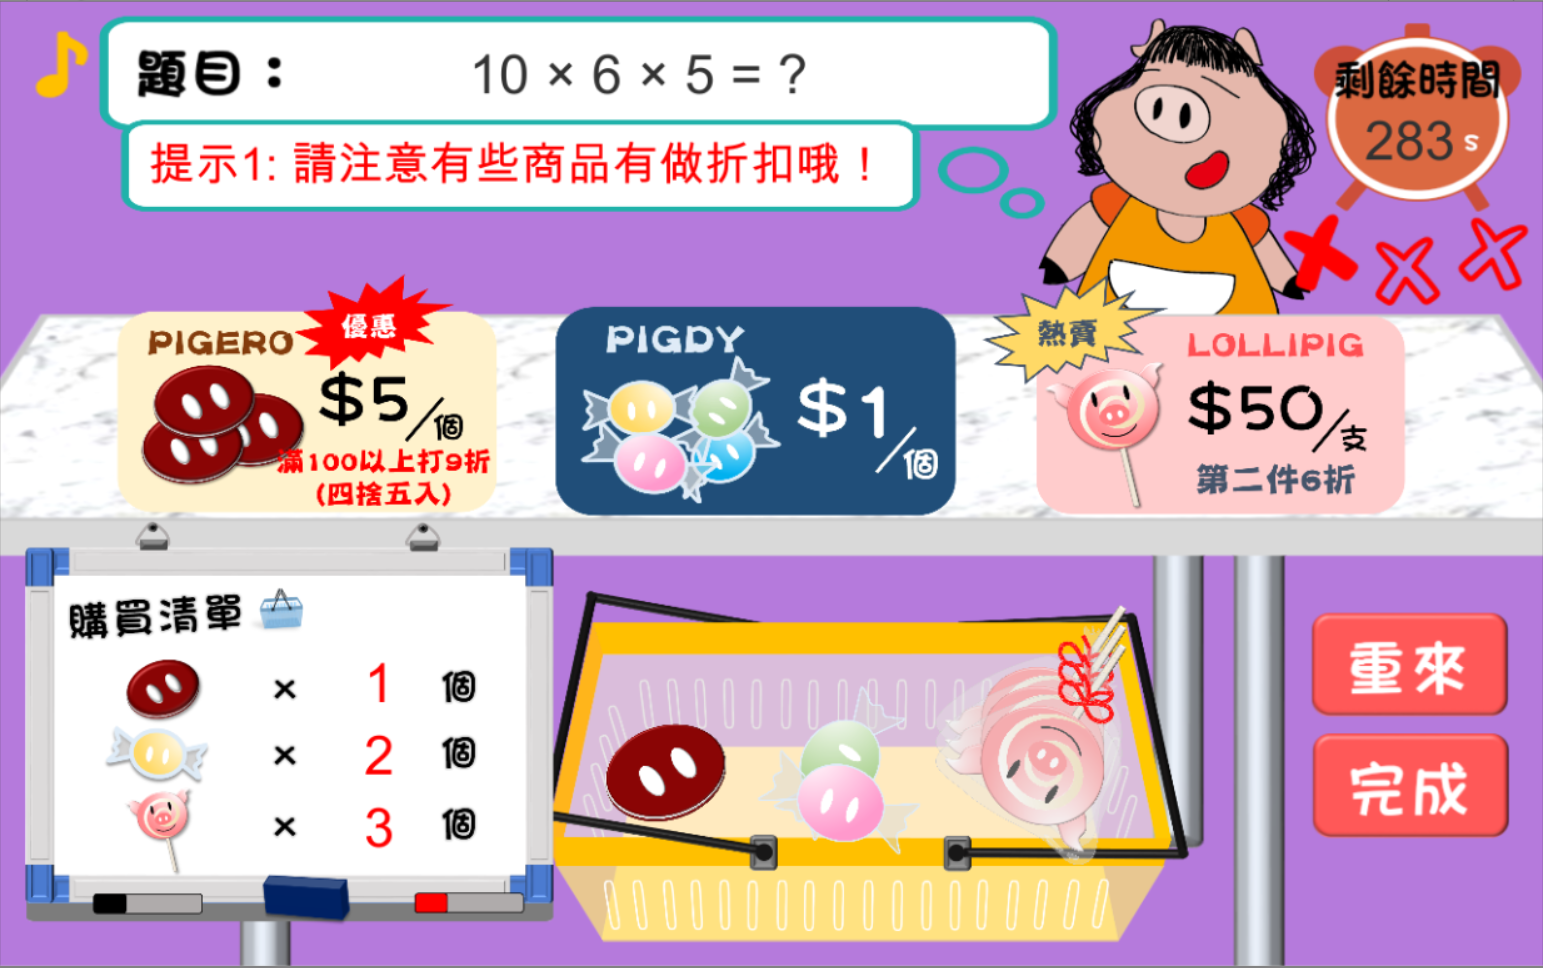 題目：
10 × 6 × 5 = ?
提示1: 請注意有些商品有做折扣哦！
剩餘時間
283 s
PIGERO
優惠
$5/個
滿100以上打9折
(四捨五入)
PIGDY
$1/個
熱賣
LOLLIPIG
$50/支
第二件6折
購買清單
× 1 個
× 2 個
× 3 個
重來
完成